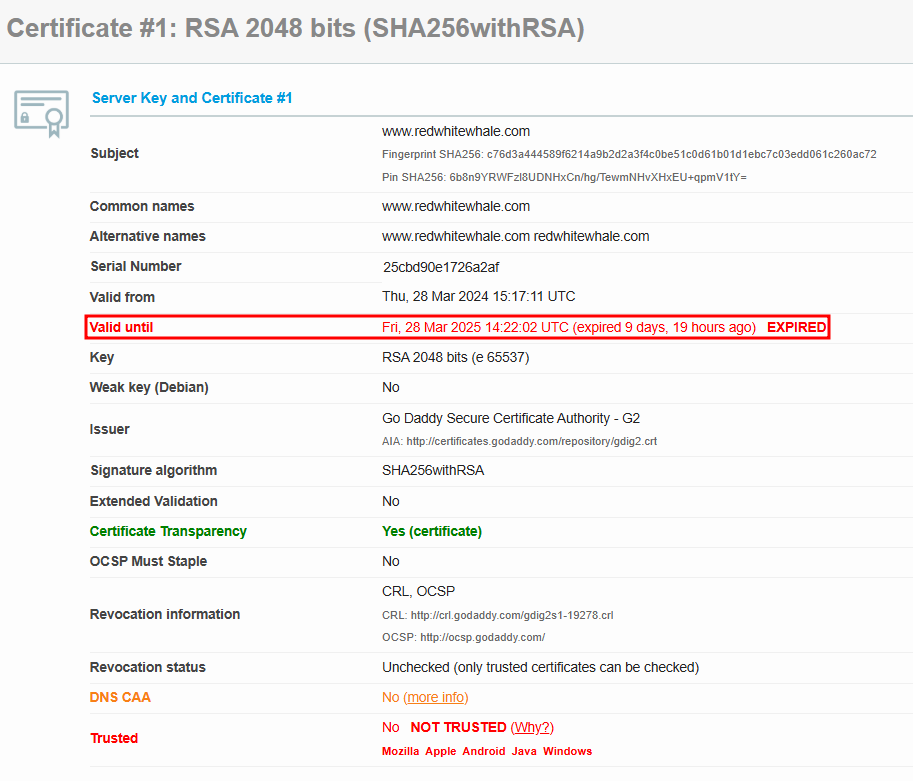 Certificate #1: RSA 2048 bits (SHA256withRSA)
Server Key and Certificate #1
Subject
www.redwhitewhale.com
Fingerprint SHA256: c76d3a444589f6214a9b2d2a3f4c0be51c0d61b01d1ebc7c03edd061c260ac72
Pin SHA256: 6b8n9YRWFzI8UDNHxCn/hg/TewmNHvXHxEU+qpmV1tY=
Common names www.redwhitewhale.com
Alternative names www.redwhitewhale.com redwhitewhale.com
Serial Number 25cbd90e1726a2af
Valid from Thu, 28 Mar 2024 15:17:11 UTC
Valid until Fri, 28 Mar 2025 14:22:02 UTC (expired 9 days, 19 hours ago) EXPIRED
Key RSA 2048 bits (e 65537)
Weak key (Debian) No
Issuer
Go Daddy Secure Certificate Authority - G2
AIA: http://certificates.godaddy.com/repository/gdig2.crt
Signature algorithm SHA256withRSA
Extended Validation No
Certificate Transparency Yes (certificate)
OCSP Must Staple No
Revocation information
CRL, OCSP
CRL: http://crl.godaddy.com/gdig2s1-19278.crl
OCSP: http://ocsp.godaddy.com/
Revocation status Unchecked (only trusted certificates can be checked)
DNS CAA No (more info)
Trusted
No NOT TRUSTED (Why?)
Mozilla Apple Android Java Windows